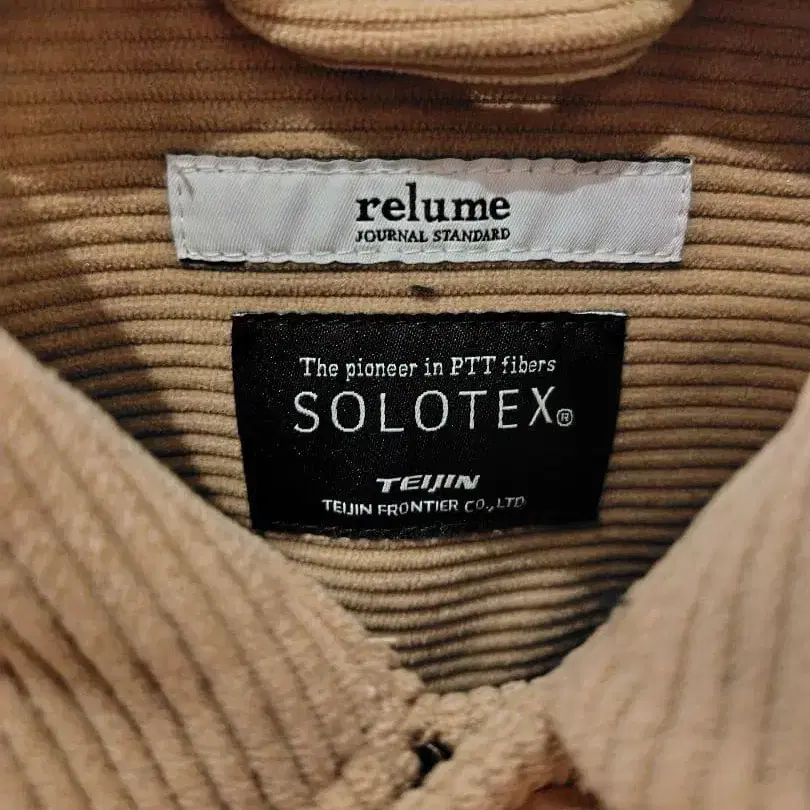 relume
JOURNAL STANDARD
The pioneer in PTT fibers
SOLOTEX®
TEIJIN
TEIJIN FRONTIER CO.,LTD